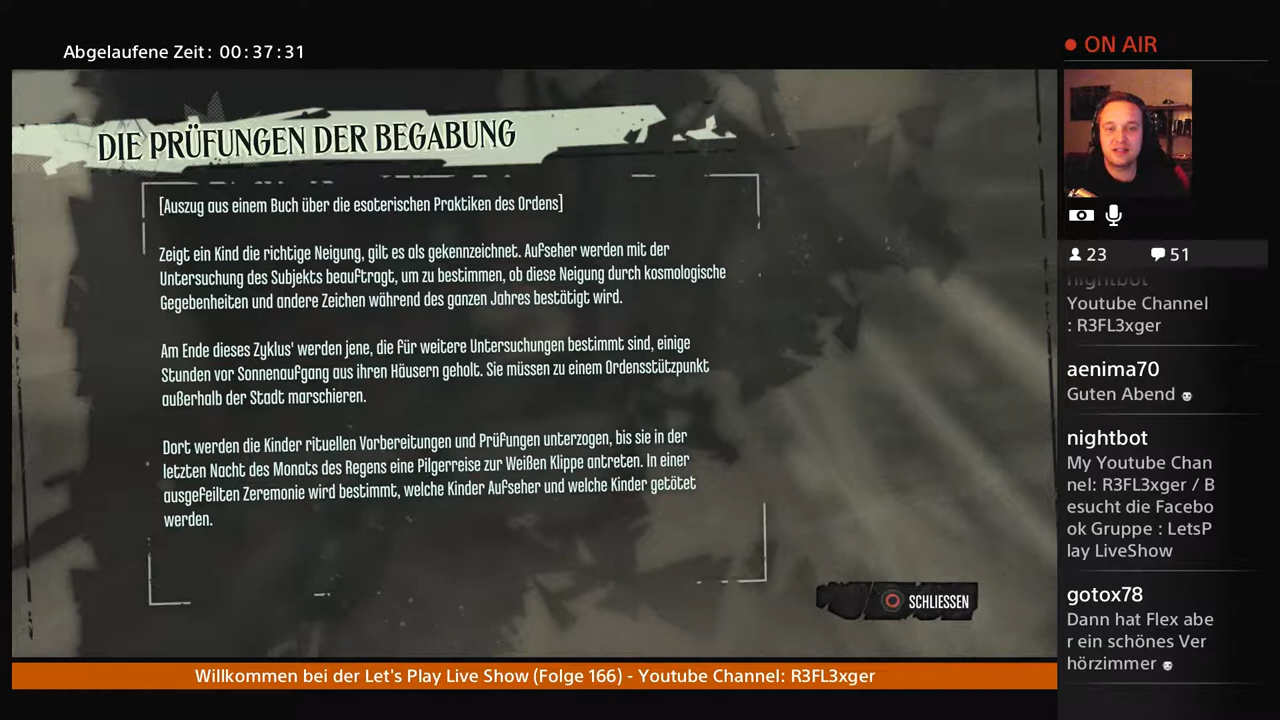 Abgelaufene Zeit: 00:37:31
ON AIR
DIE PRÜFUNGEN DER BEGABUNG
[Auszug aus einem Buch über die esoterischen Praktiken des Ordens]
Zeigt ein Kind die richtige Neigung, gilt es als gekennzeichnet. Aufseher werden mit der
Untersuchung des Subjekts beauftragt, um zu bestimmen, ob diese Neigung durch kosmologische
Gegebenheiten und andere Zeichen während des ganzen Jahres bestätigt wird.
Am Ende dieses Zyklus' werden jene, die für weitere Untersuchungen bestimmt sind, einige
Stunden vor Sonnenaufgang aus ihren Häusern geholt. Sie müssen zu einem Ordensstützpunkt
außerhalb der Stadt marschieren.
Dort werden die Kinder rituellen Vorbereitungen und Prüfungen unterzogen, bis sie in der
letzten Nacht des Monats des Regens eine Pilgerreise zur Weißen Klippe antreten. In einer
ausgefeilten Zeremonie wird bestimmt, welche Kinder Aufseher und welche Kinder getötet
werden.
SCHLIESSEN
Willkommen bei der Let's Play Live Show (Folge 166) - Youtube Channel: R3FL3xger
23 51
nightbot
Youtube Channel
: R3FL3xger
aenima70
Guten Abend
nightbot
My Youtube Chan
nel: R3FL3xger / B
esucht die Facebo
ok Gruppe : LetsP
lay LiveShow
gotox78
Dann hat Flex abe
r ein schönes Ver
hörzimmer